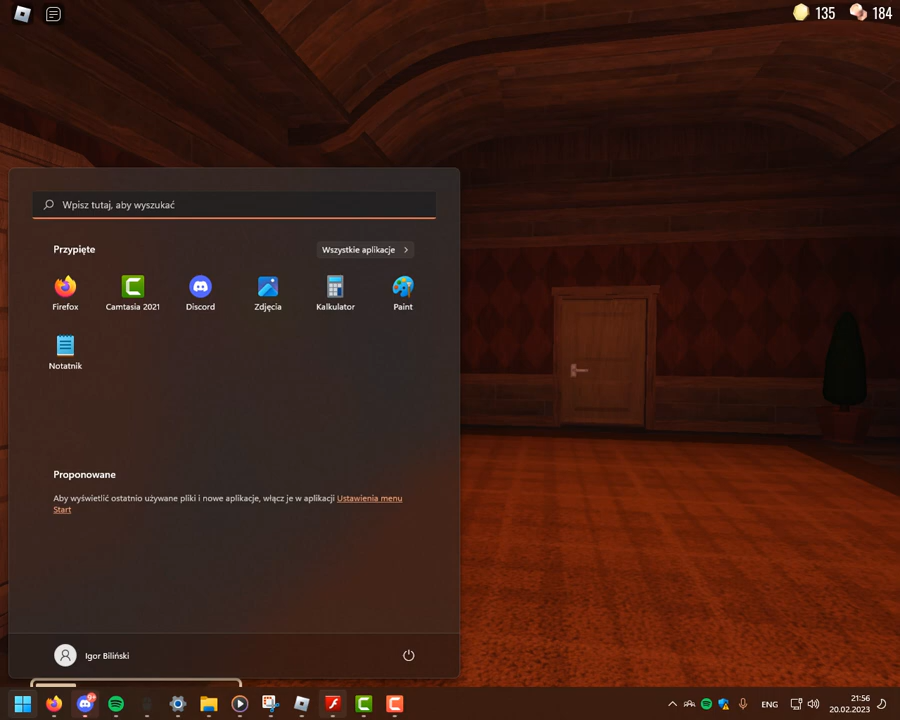 135 184
Wpisz tutaj, aby wyszukać
Przypięte Wszystkie aplikacje
Firefox Camtasia 2021 Discord Zdjęcia Kalkulator Paint
Notatnik
Proponowane
Aby wyświetlić ostatnio używane pliki i nowe aplikacje, włącz je w aplikacji Ustawienia menu
Start
Igor Biliński
ENG 21:56
20.02.2023